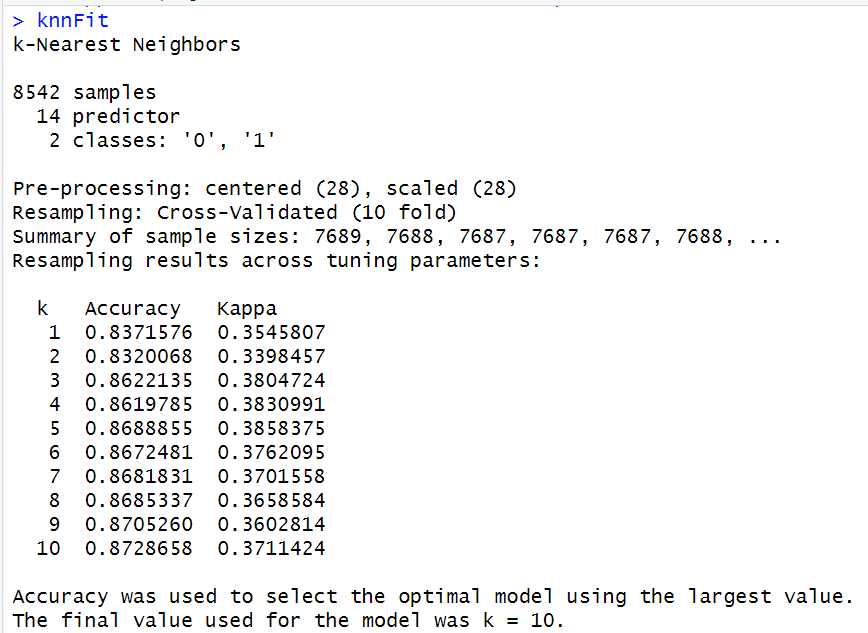 > knnFit
k-Nearest Neighbors
8542 samples
14 predictor
2 classes: '0', '1'
Pre-processing: centered (28), scaled (28)
Resampling: Cross-Validated (10 fold)
Summary of sample sizes: 7689, 7688, 7687, 7687, 7687, 7688, ...
Resampling results across tuning parameters:
k Accuracy Kappa
1 0.8371576 0.3545807
2 0.8320068 0.3398457
3 0.8622135 0.3804724
4 0.8619785 0.3830991
5 0.8688855 0.3858375
6 0.8672481 0.3762095
7 0.8681831 0.3701558
8 0.8685337 0.3658584
9 0.8705260 0.3602814
10 0.8728658 0.3711424
Accuracy was used to select the optimal model using the largest value.
The final value used for the model was k = 10.